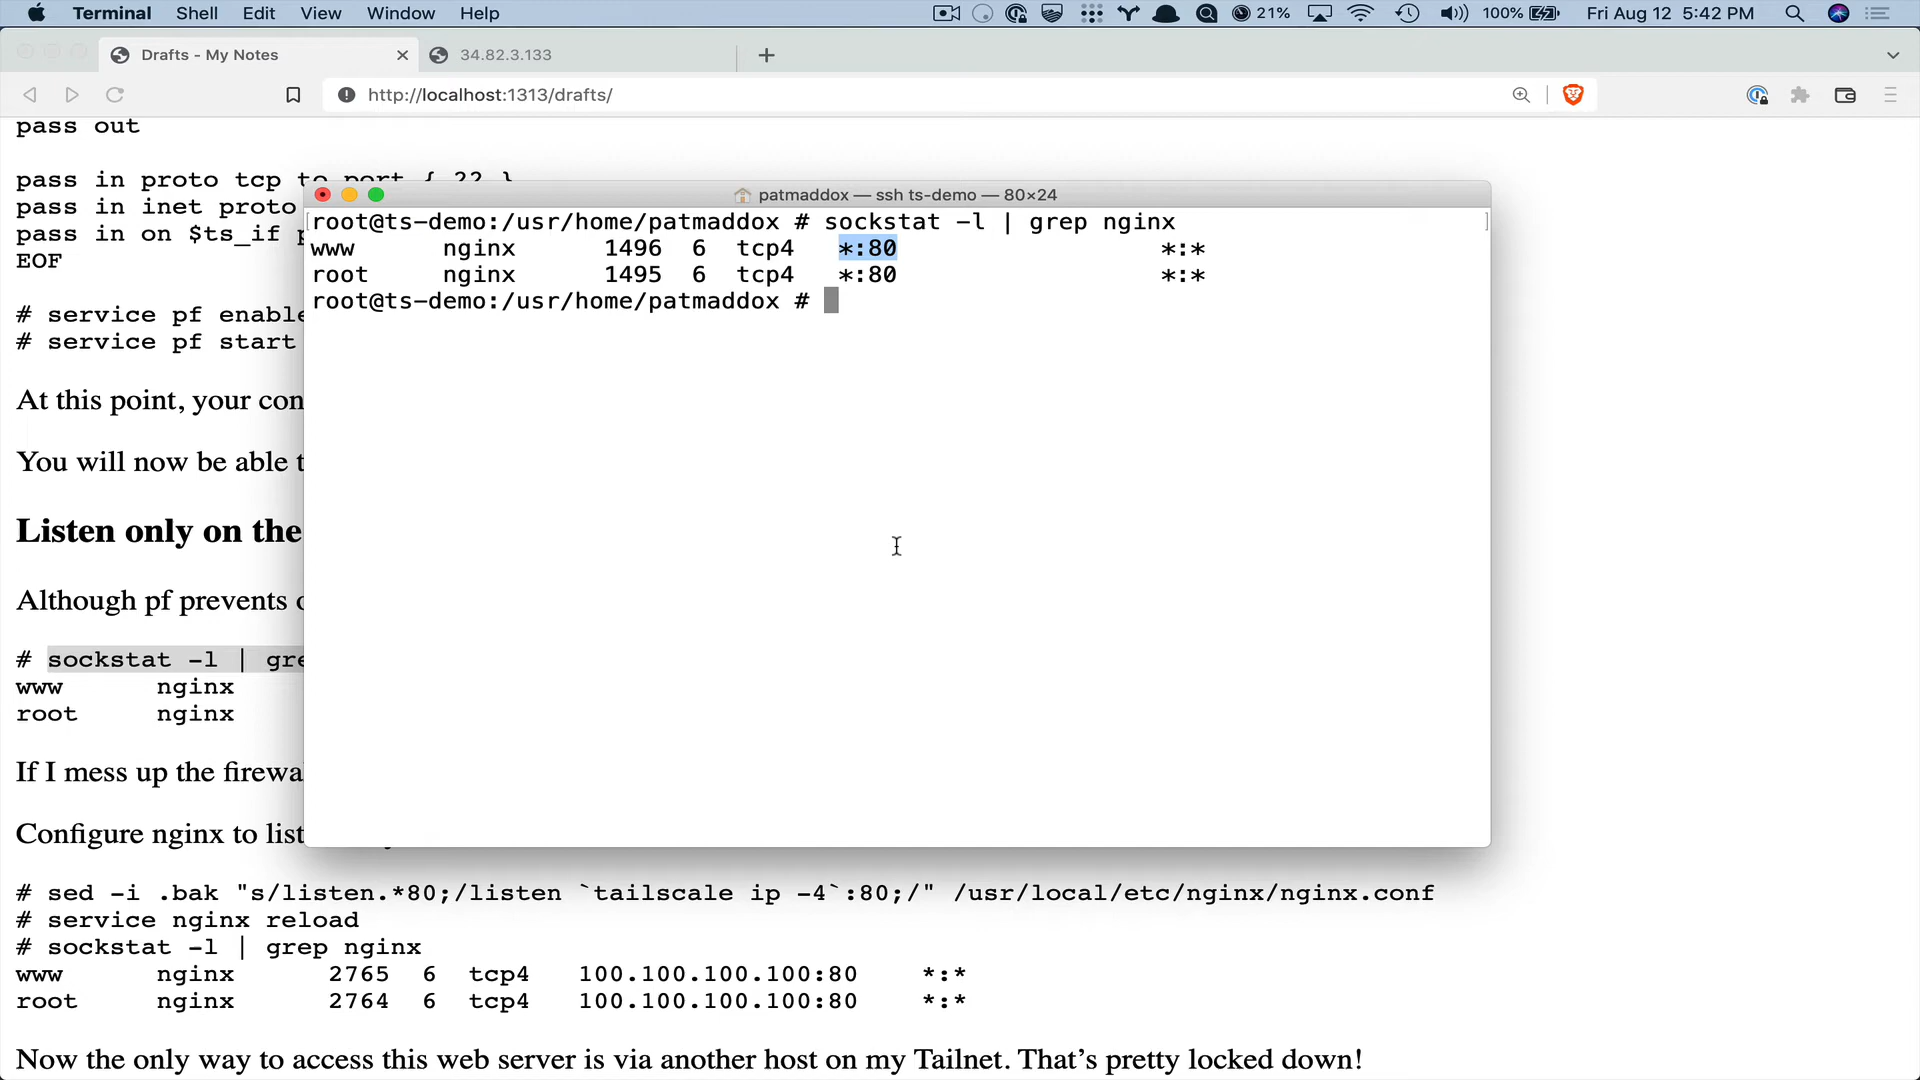 Terminal Shell Edit View Window Help 21% 100% Fri Aug 12 5:42 PM
Drafts - My Notes 34.82.3.133
http://localhost:1313/drafts/
pass out
pass in proto tcp to port { 22 }
pass in inet proto
pass in on $ts_if
EOF
# service pf enable
# service pf start
At this point, your con
You will now be able t
Listen only on the
Although pf prevents
# sockstat -l | gre
www nginx
root nginx
If I mess up the firewa
Configure nginx to list
patmaddox — ssh ts-demo — 80×24
[root@ts-demo:/usr/home/patmaddox # sockstat -l | grep nginx ]
www nginx 1496 6 tcp4 *:80 *:*
root nginx 1495 6 tcp4 *:80 *:*
root@ts-demo:/usr/home/patmaddox #
# sed -i .bak "s/listen.*80;/listen `tailscale ip -4`:80;/" /usr/local/etc/nginx/nginx.conf
# service nginx reload
# sockstat -l | grep nginx
www nginx 2765 6 tcp4 100.100.100.100:80 *:*
root nginx 2764 6 tcp4 100.100.100.100:80 *:*
Now the only way to access this web server is via another host on my Tailnet. That’s pretty locked down!